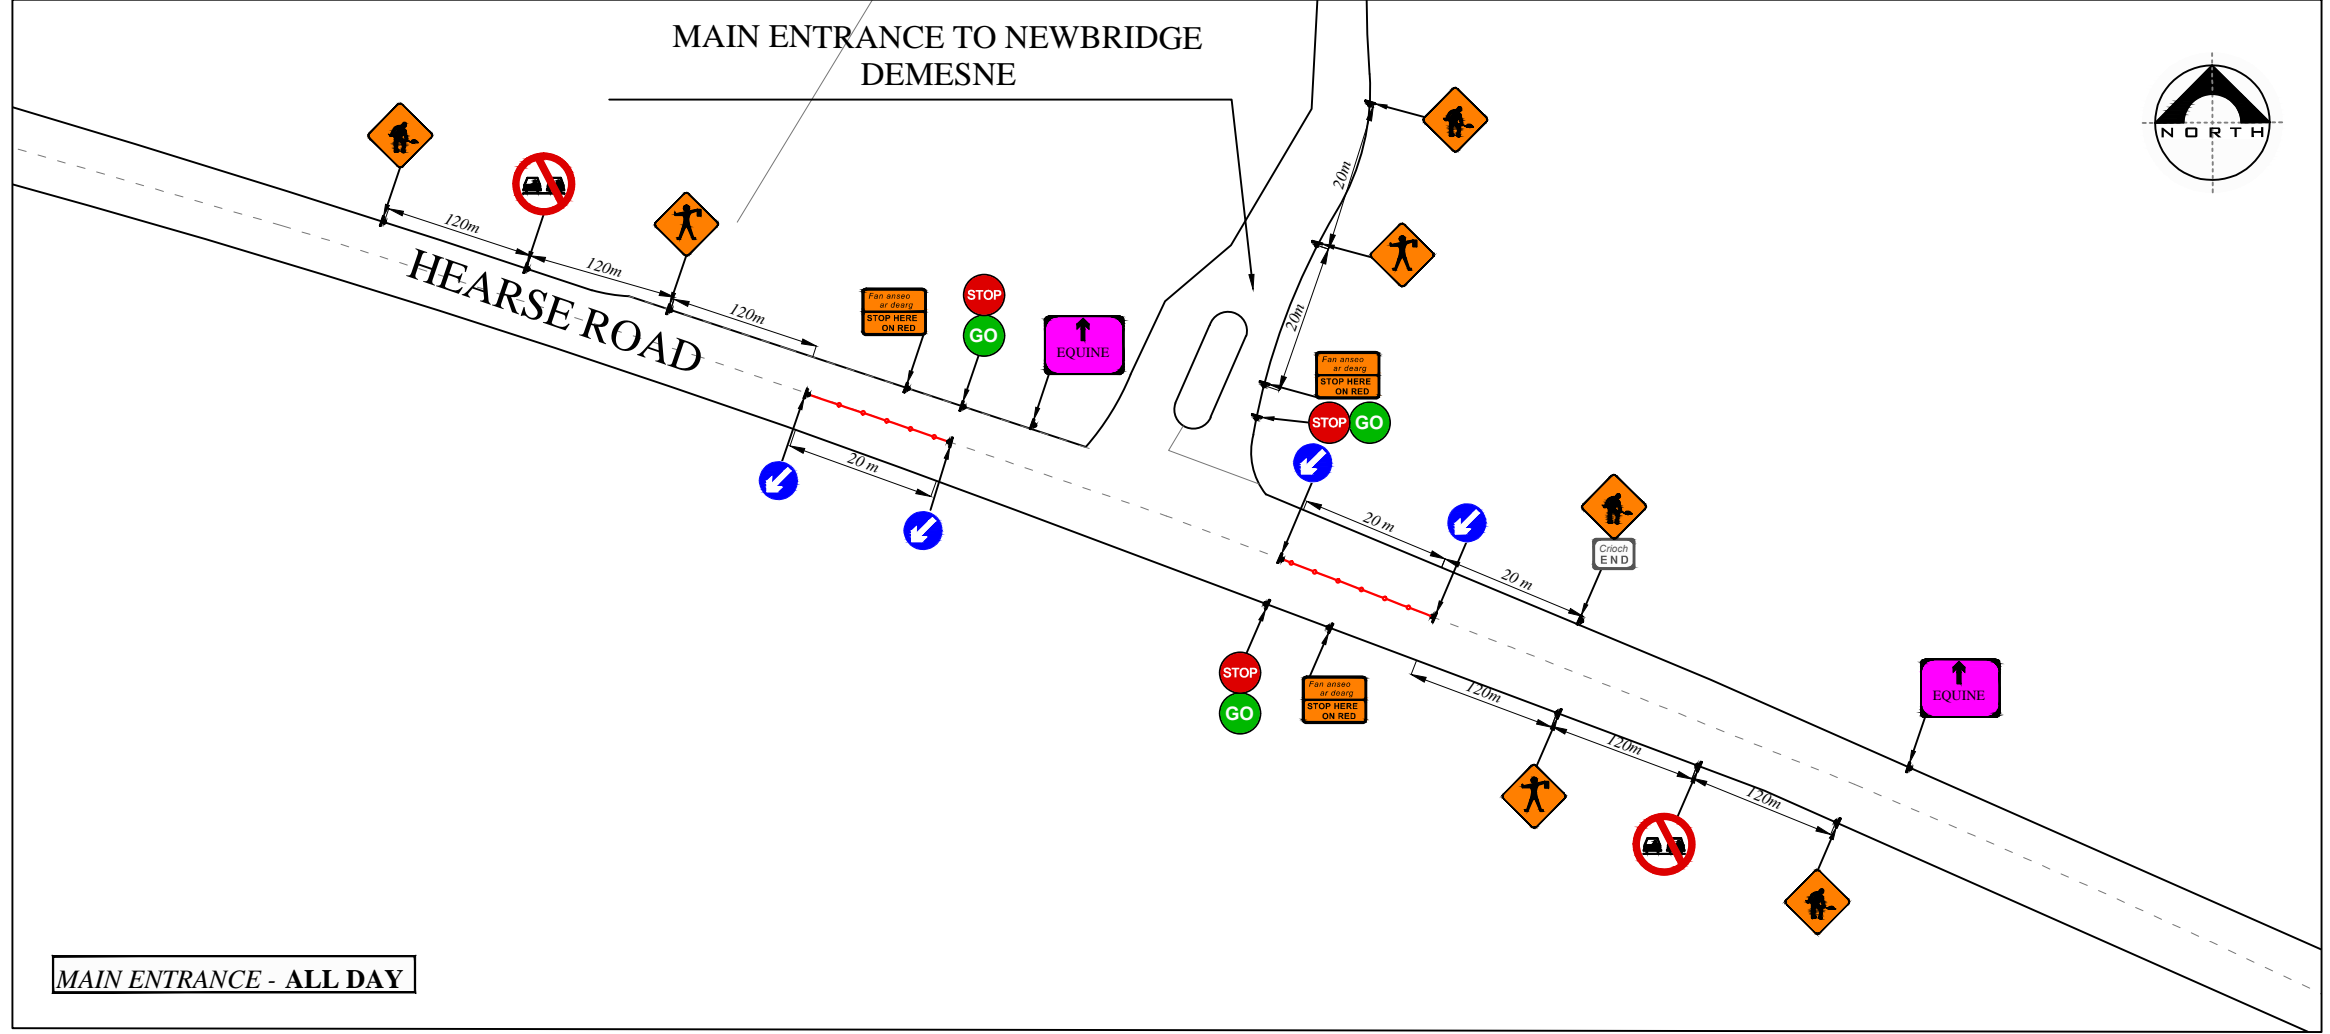 MAIN ENTRANCE TO NEWBRIDGE
DEMESNE
NORTH
20m
120m
120m
HEARSE ROAD
120m
Fan anseo
ar dearg
STOP HERE
ON RED
STOP
GO
EQUINE
20m
Fan anseo
ar dearg
STOP HERE
ON RED
STOP
GO
20 m
20 m
20 m
Crioch
END
STOP
GO
Fan anseo
ar dearg
STOP HERE
ON RED
120m
120m
120m
EQUINE
MAIN ENTRANCE - ALL DAY